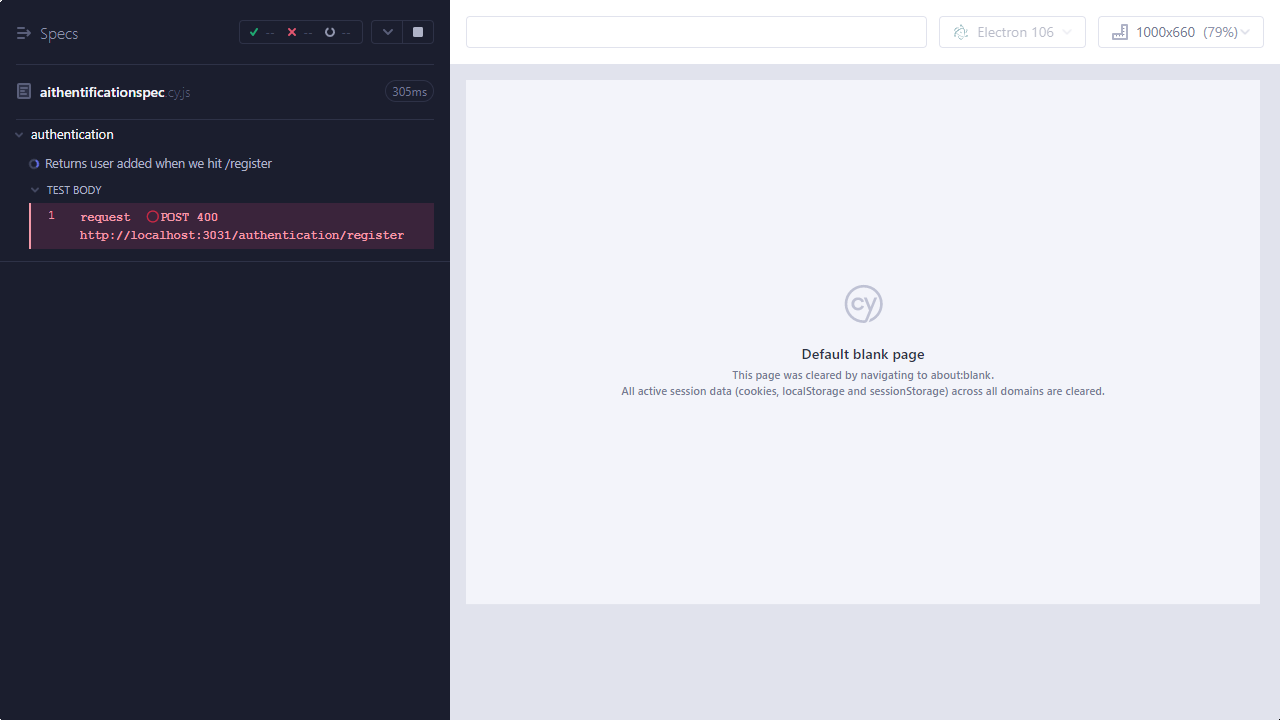 Specs
-- -- --
aithentificationspec.cy.js 305ms
authentication
Returns user added when we hit /register
TEST BODY
1 request POST 400
http://localhost:3031/authentication/register
Electron 106
1000x660 (79%)
cy
Default blank page
This page was cleared by navigating to about:blank.
All active session data (cookies, localStorage and sessionStorage) across all domains are cleared.